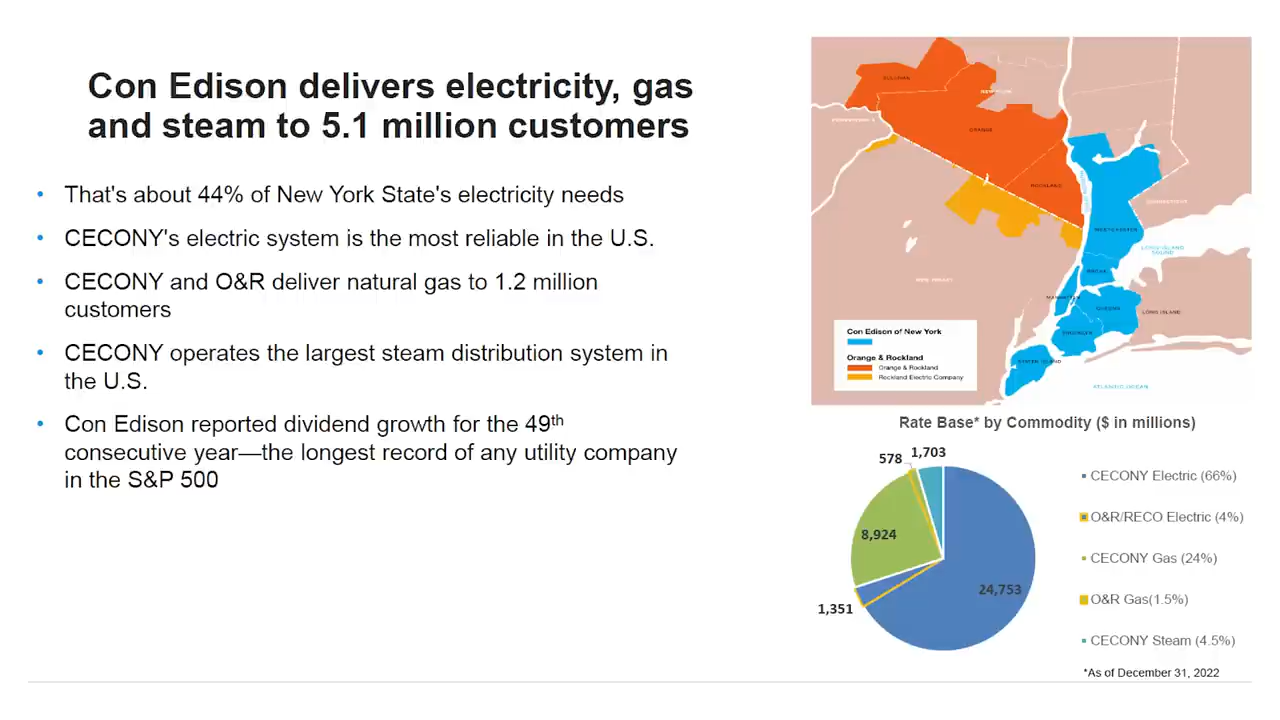 Con Edison delivers electricity, gas
and steam to 5.1 million customers
• That's about 44% of New York State's electricity needs
• CECONY's electric system is the most reliable in the U.S.
• CECONY and O&R deliver natural gas to 1.2 million
customers
• CECONY operates the largest steam distribution system in
the U.S.
• Con Edison reported dividend growth for the 49th
consecutive year—the longest record of any utility company
in the S&P 500
SULLIVAN
NEW YORK
PENNSYLVANIA
ORANGE
ROCKLAND
CONNECTICUT
WESTCHESTER
LONG ISLAND
SOUND
BRONX
NEW JERSEY
MANHATTAN
QUEENS
LONG ISLAND
BROOKLYN
STATEN ISLAND
ATLANTIC OCEAN
Con Edison of New York
Orange & Rockland
Orange & Rockland
Rockland Electric Company
Rate Base* by Commodity ($ in millions)
578
1,703
8,924
24,753
1,351
CECONY Electric (66%)
O&R/RECO Electric (4%)
CECONY Gas (24%)
O&R Gas(1.5%)
CECONY Steam (4.5%)
*As of December 31, 2022